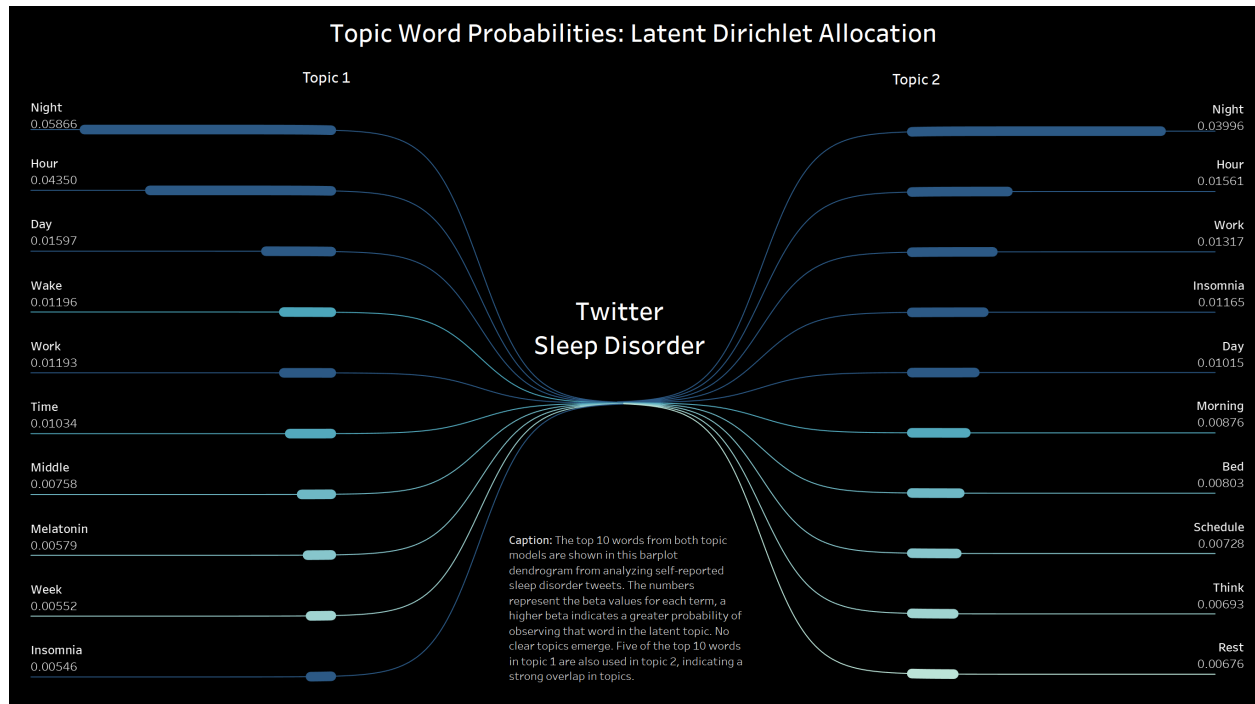 Topic Word Probabilities: Latent Dirichlet Allocation
Topic 1
Night
0.05866
Hour
0.04350
Day
0.01597
Wake
0.01196
Work
0.01193
Time
0.01034
Middle
0.00758
Melatonin
0.00579
Week
0.00552
Insomnia
0.00546
Twitter
Sleep Disorder
Caption: The top 10 words from both topic
models are shown in this barplot
dendrogram from analyzing self-reported
sleep disorder tweets. The numbers
represent the beta values for each term, a
higher beta indicates a greater probability of
observing that word in the latent topic. No
clear topics emerge. Five of the top 10 words
in topic 1 are also used in topic 2, indicating a
strong overlap in topics.
Topic 2
Night
0.03996
Hour
0.01561
Work
0.01317
Insomnia
0.01165
Day
0.01015
Morning
0.00876
Bed
0.00803
Schedule
0.00728
Think
0.00693
Rest
0.00676